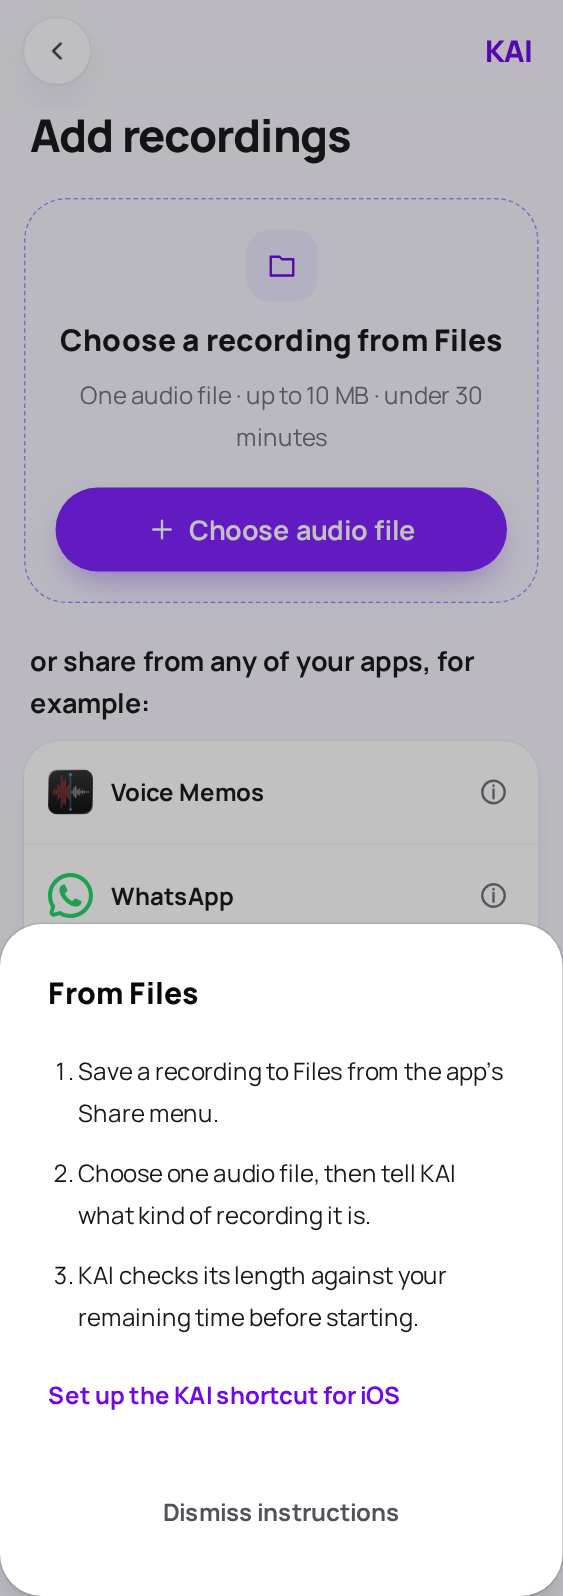 KAI
Add recordings
Choose a recording from Files
One audio file · up to 10 MB · under 30
minutes
+ Choose audio file
or share from any of your apps, for
example:
Voice Memos
WhatsApp
From Files
1. Save a recording to Files from the app’s
Share menu.
2. Choose one audio file, then tell KAI
what kind of recording it is.
3. KAI checks its length against your
remaining time before starting.
Set up the KAI shortcut for iOS
Dismiss instructions